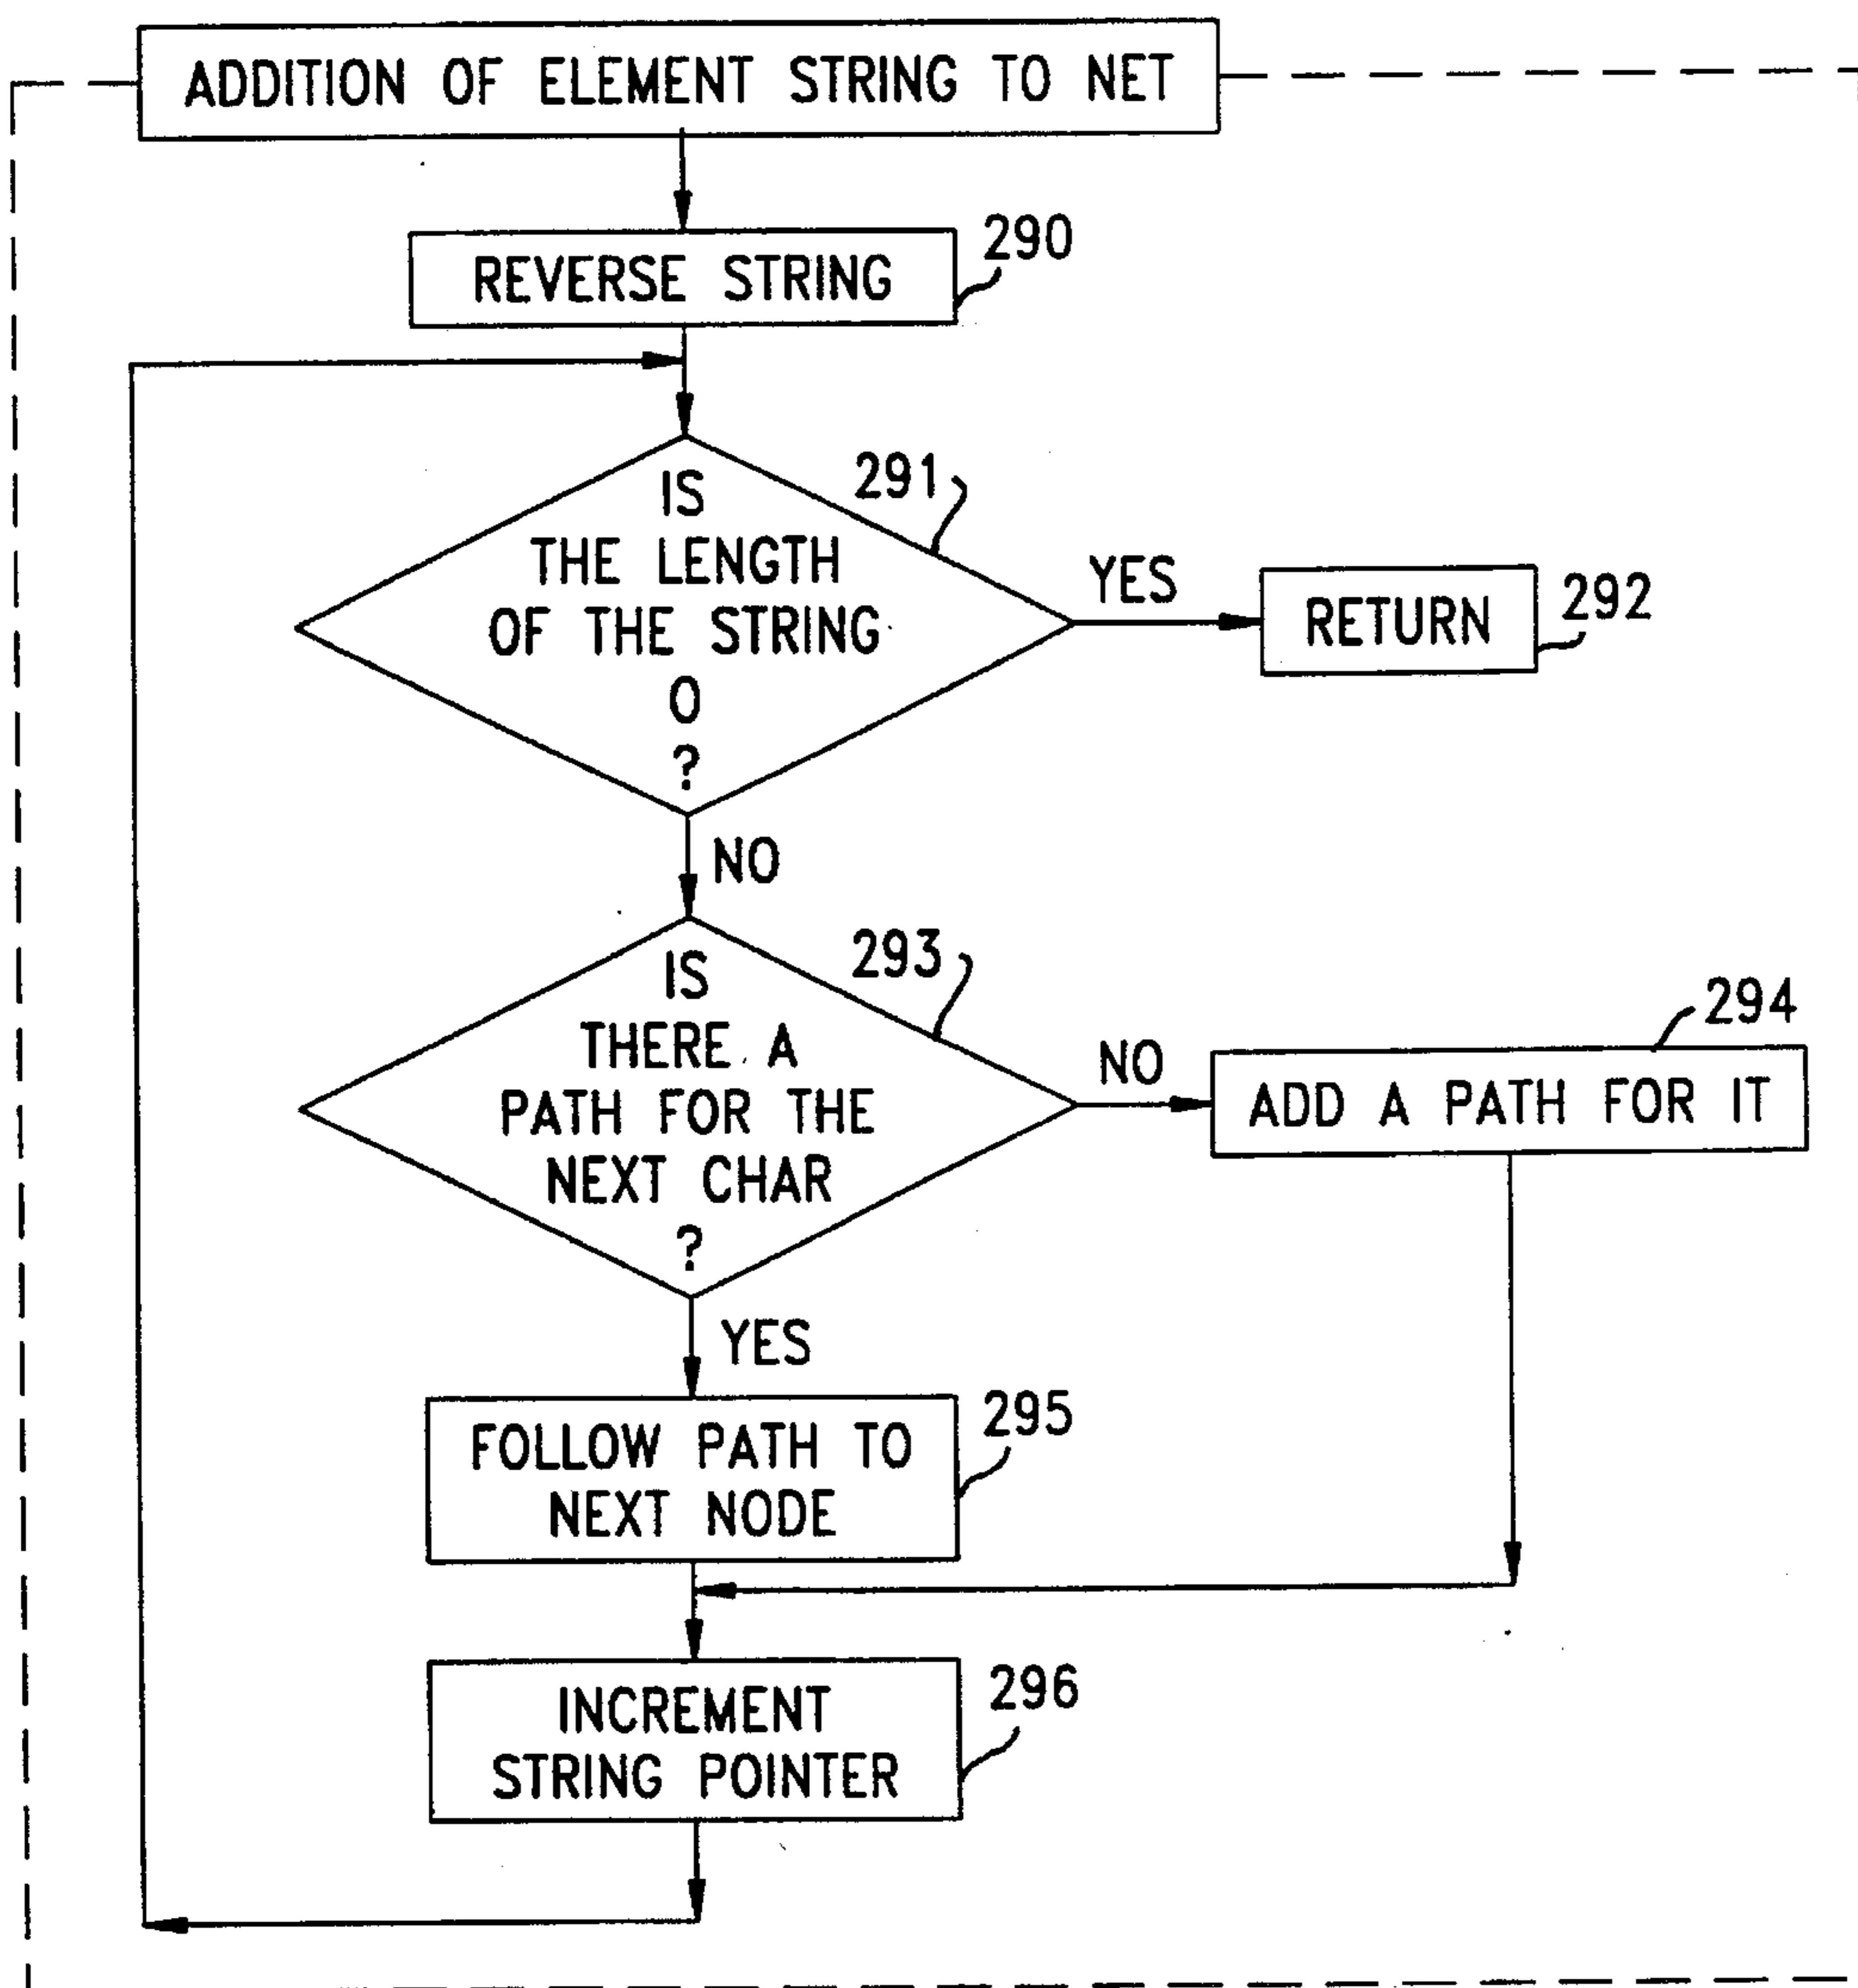 ADDITION OF ELEMENT STRING TO NET
290
REVERSE STRING
291
IS
THE LENGTH
OF THE STRING
0
?
YES
RETURN
292
NO
293
IS
THERE A
PATH FOR THE
NEXT CHAR
?
NO
294
ADD A PATH FOR IT
YES
295
FOLLOW PATH TO
NEXT NODE
296
INCREMENT
STRING POINTER